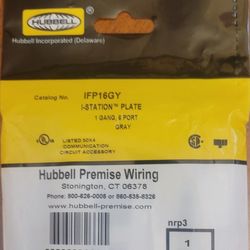 HUBBELL
Hubbell Incorporated (Delaware)
Catalog No. IFP16GY
I-STATION™ PLATE
1 GANG, 6 PORT
GRAY
LISTED 50X4
COMMUNICATION
CIRCUIT ACCESSORY
Hubbell Premise Wiring
Stonington, CT 06378
Phone: 800-626-0005 or 860-535-8326
www.hubbell-premise.com
nrp3
1